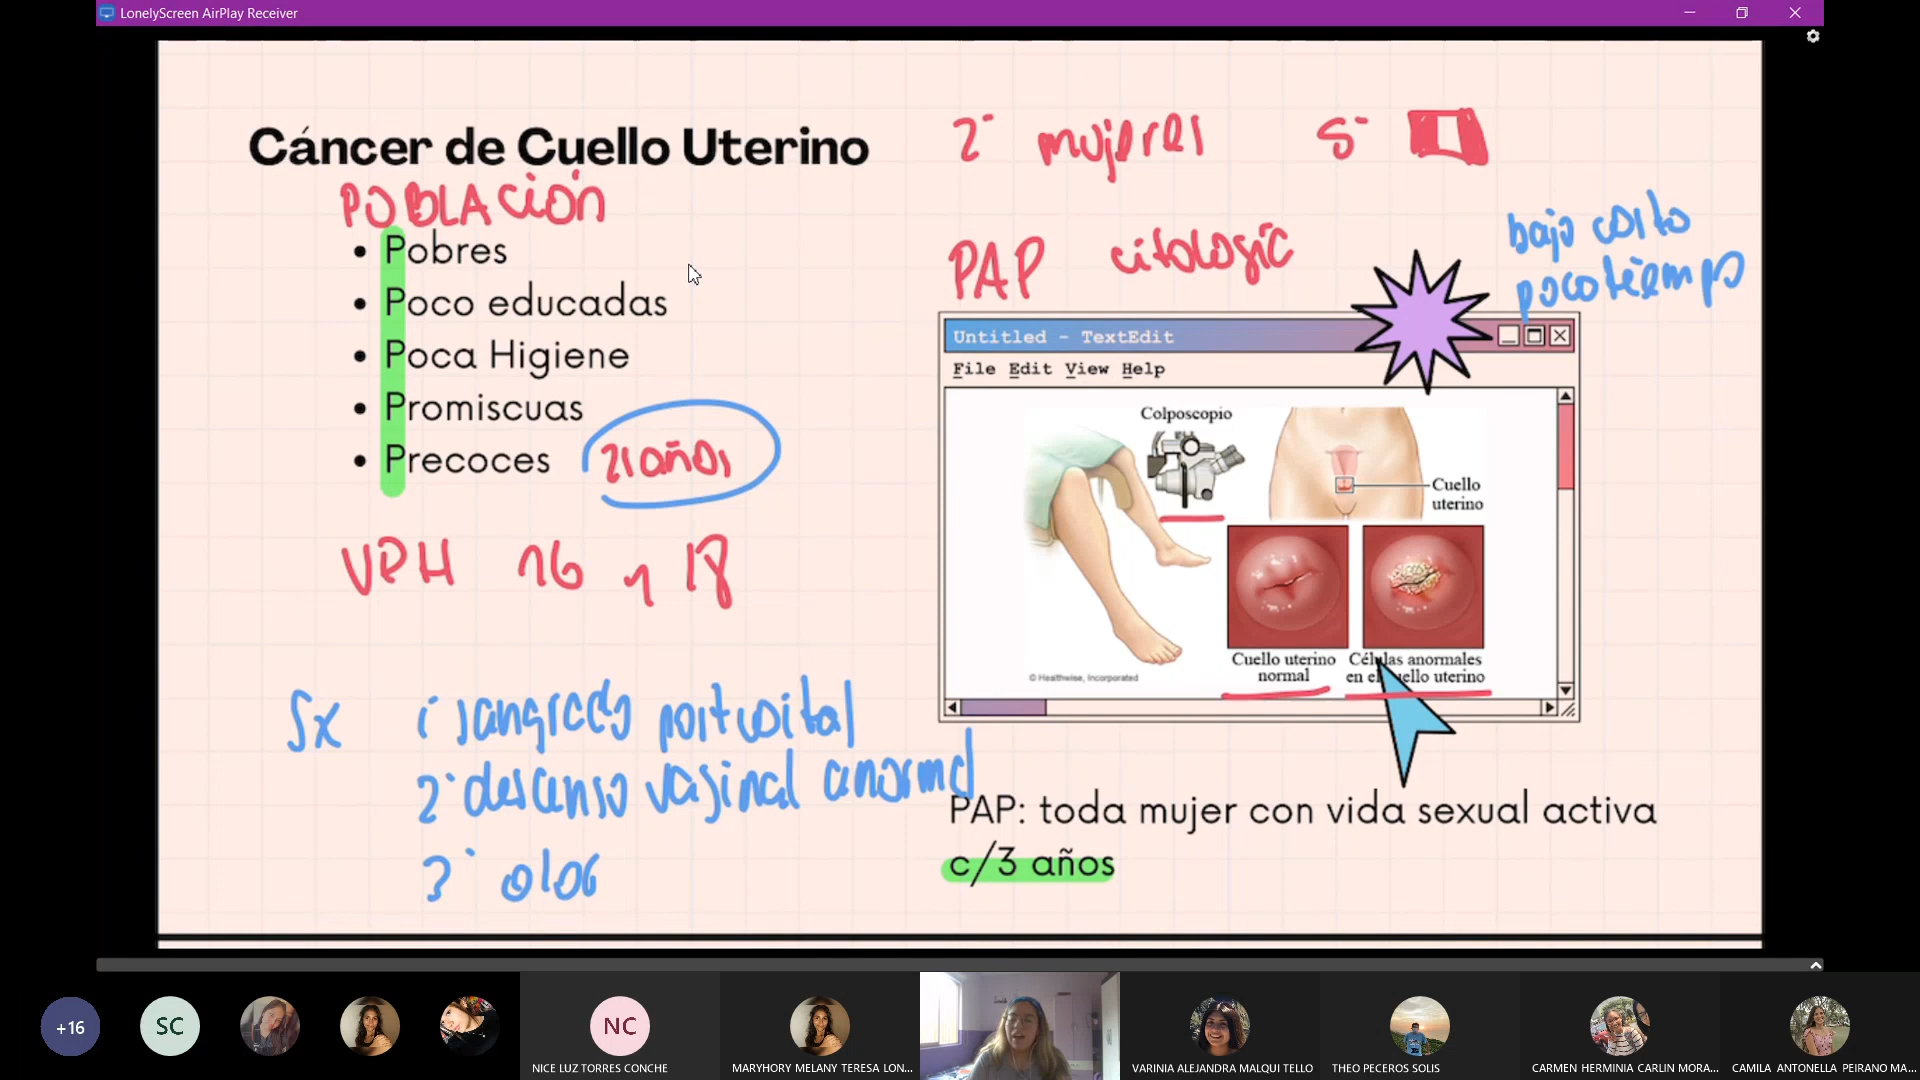 LonelyScreen AirPlay Receiver
Cáncer de Cuello Uterino
POBLACIÓN
Pobres
Poco educadas
Poca Higiene
Promiscuas
Precoces
21 años
VPH 16 y 18
Sx 1° sangrado postcoital
2° descenso vaginal anormal
3° olor
2° mujeres 5°
PAP citologic
bajo costo
poco tiempo
Untitled - TextEdit
File Edit View Help
Colposcopio
Cuello
uterino
Cuello uterino
normal
Células anormales
en el cuello uterino
© Healthwise, Incorporated
PAP: toda mujer con vida sexual activa
c/3 años
+16
SC
NC
NICE LUZ TORRES CONCHE
MARYHORY MELANY TERESA LON...
VARINIA ALEJANDRA MALQUI TELLO
THEO PECEROS SOLIS
CARMEN HERMINIA CARLIN MORA...
CAMILA ANTONELLA PEIRANO MA...